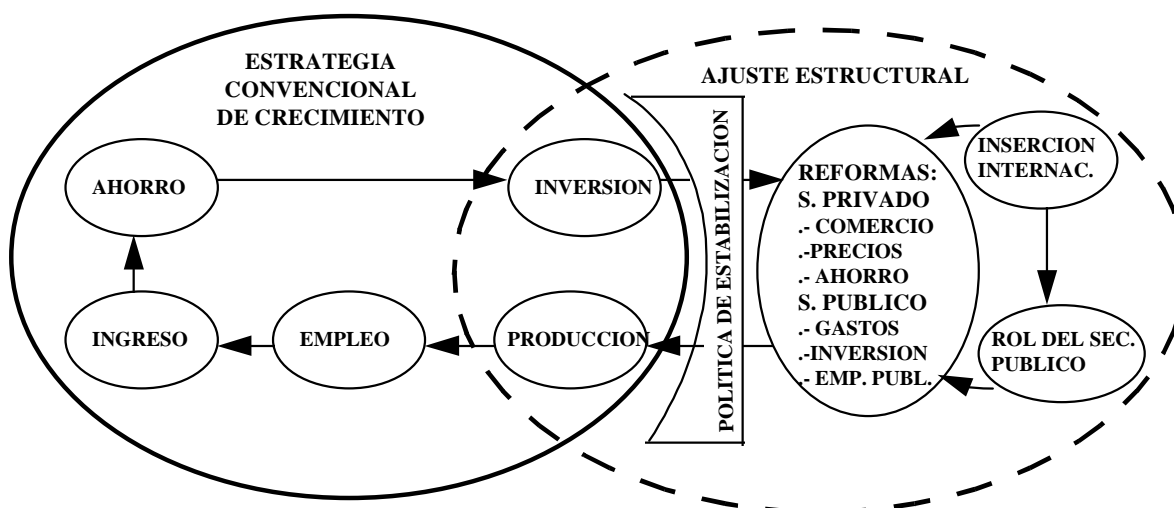 ESTRATEGIA
CONVENCIONAL
DE CRECIMIENTO
AHORRO
INVERSION
INGRESO
EMPLEO
PRODUCCION
POLITICA DE ESTABILIZACION
AJUSTE ESTRUCTURAL
REFORMAS:
S. PRIVADO
.- COMERCIO
.-PRECIOS
.- AHORRO
S. PUBLICO
.- GASTOS
.-INVERSION
.- EMP. PUBL.
INSERCION
INTERNAC.
ROL DEL SEC.
PUBLICO